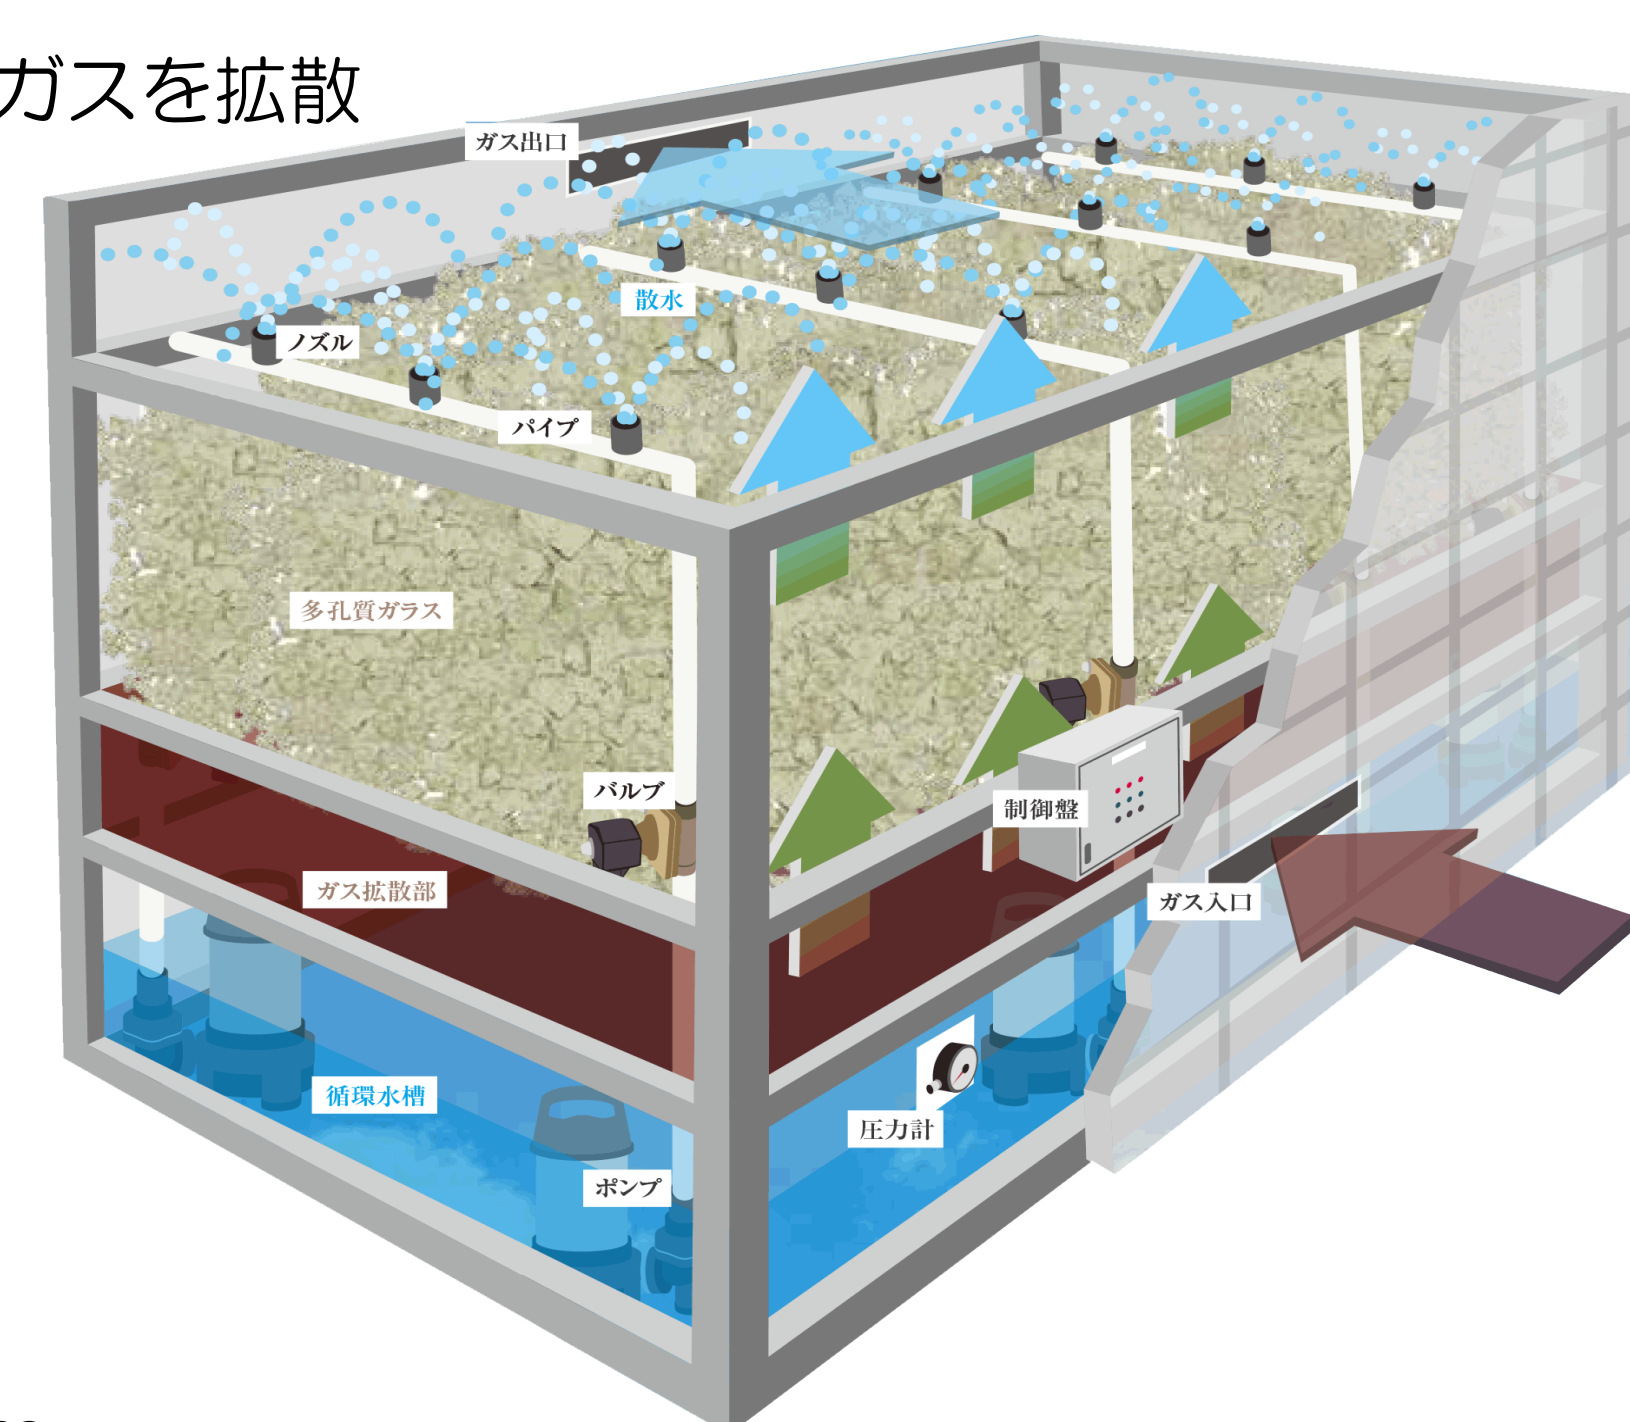 ガスを拡散
ガス出口
散水
ノズル
パイプ
多孔質ガラス
バルブ
制御盤
ガス拡散部
ガス入口
循環水槽
圧力計
ポンプ